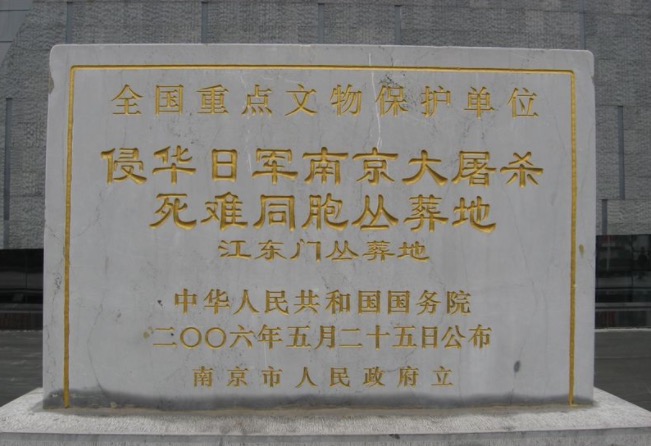 全国重点文物保护单位
侵华日军南京大屠杀
死难同胞丛葬地
江东门丛葬地
中华人民共和国国务院
二〇〇六年五月二十五日公布
南京市人民政府立